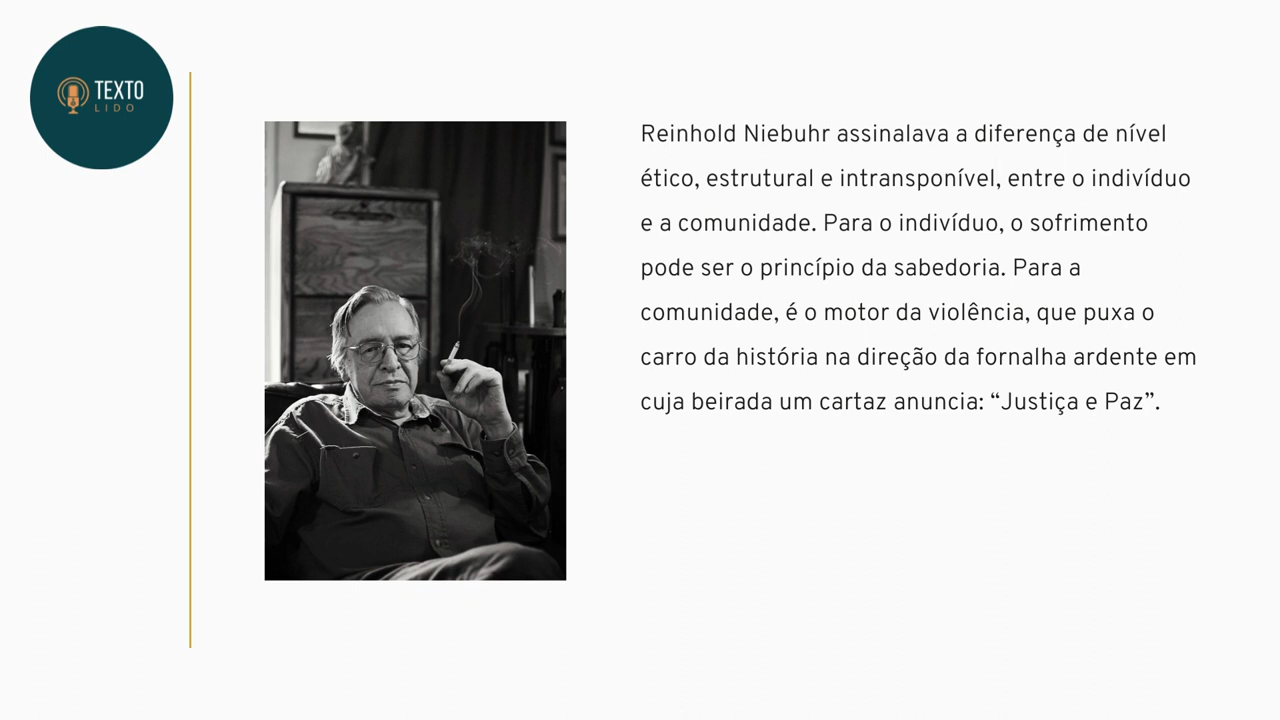 TEXTO
LIDO
Reinhold Niebuhr assinalava a diferença de nível
ético, estrutural e intransponível, entre o indivíduo
e a comunidade. Para o indivíduo, o sofrimento
pode ser o princípio da sabedoria. Para a
comunidade, é o motor da violência, que puxa o
carro da história na direção da fornalha ardente em
cuja beirada um cartaz anuncia: “Justiça e Paz”.